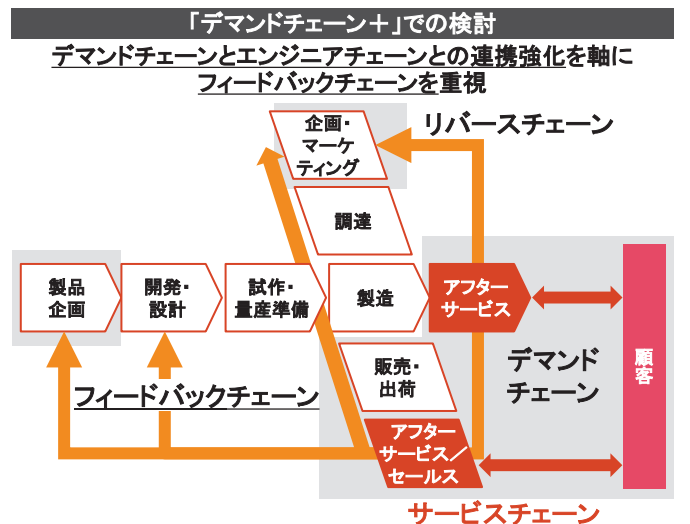 「デマンドチェーン＋」での検討
デマンドチェーンとエンジニアチェーンとの連携強化を軸に
フィードバックチェーンを重視
企画・
マーケ
ティング
リバースチェーン
調達
製品
企画
開発・
設計
試作・
量産準備
製造
アフター
サービス
顧客
販売・
出荷
デマンド
チェーン
フィードバックチェーン
アフター
サービス／
セールス
サービスチェーン